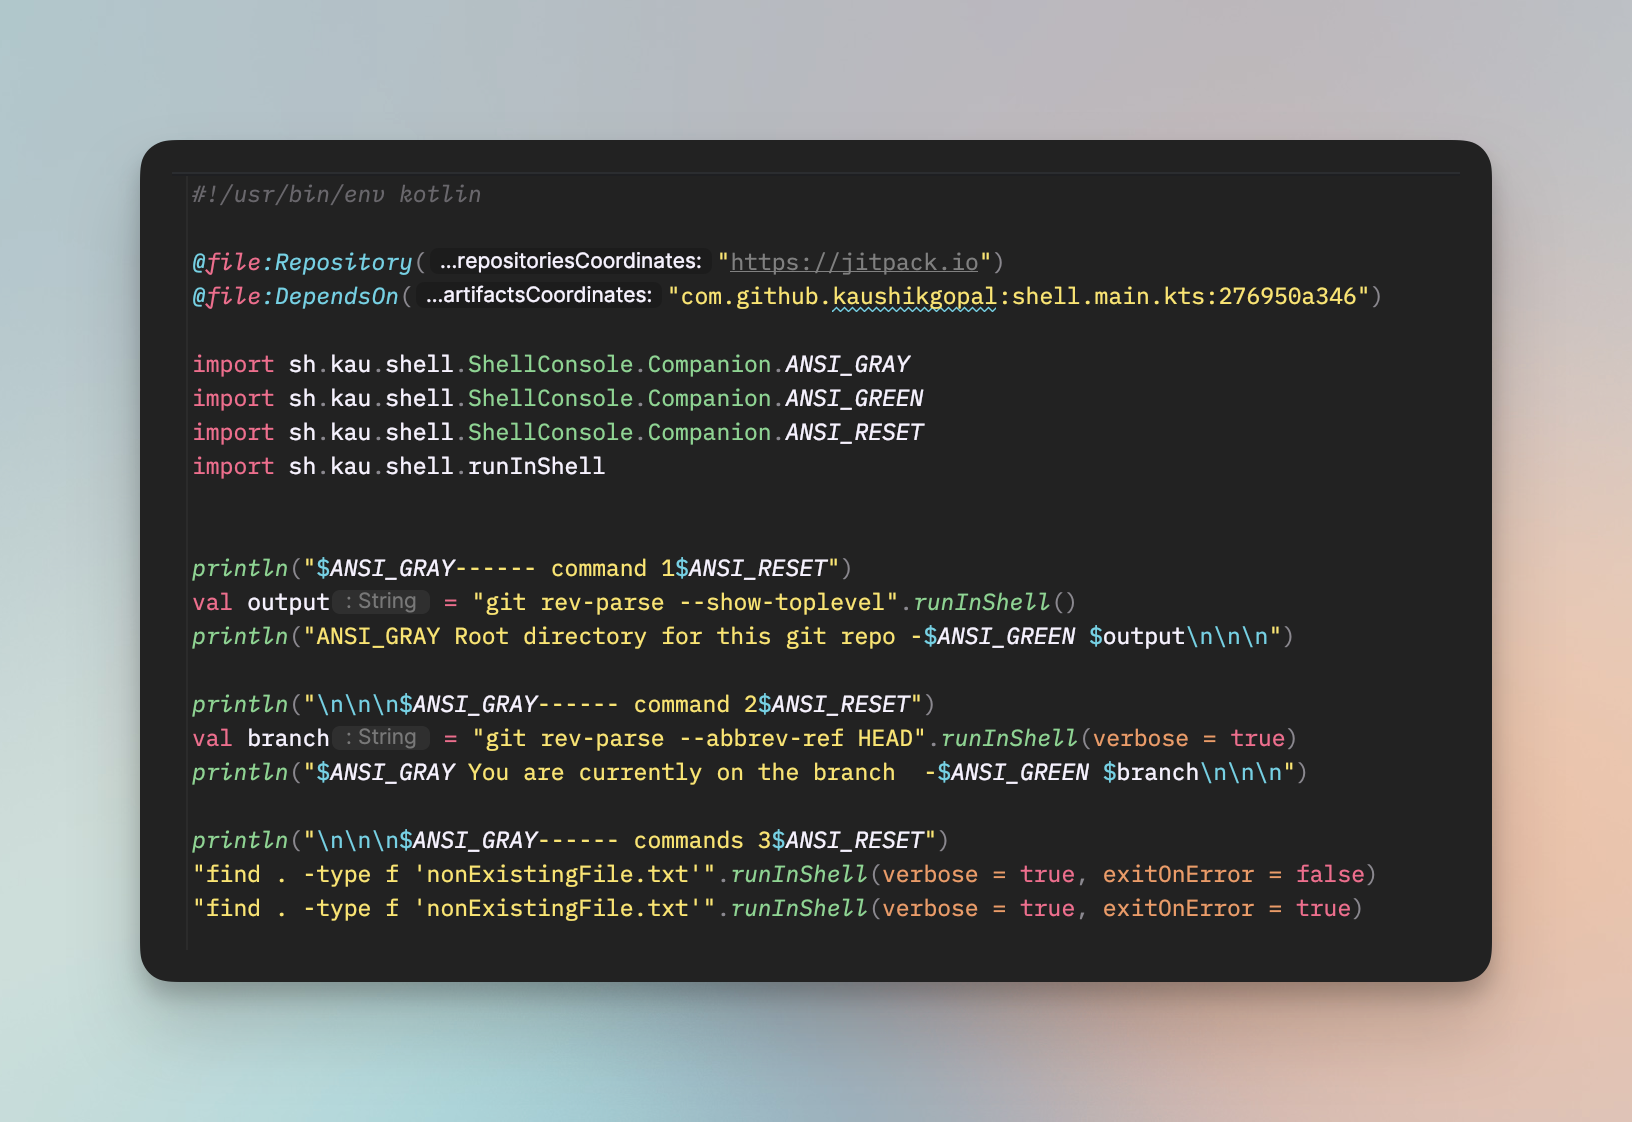 #!/usr/bin/env kotlin
@file:Repository( ...repositoriesCoordinates: "https://jitpack.io")
@file:DependsOn( ...artifactsCoordinates: "com.github.kaushikgopal:shell.main.kts:276950a346")
import sh.kau.shell.ShellConsole.Companion.ANSI_GRAY
import sh.kau.shell.ShellConsole.Companion.ANSI_GREEN
import sh.kau.shell.ShellConsole.Companion.ANSI_RESET
import sh.kau.shell.runInShell
println("$ANSI_GRAY------ command 1$ANSI_RESET")
val output : String = "git rev-parse --show-toplevel".runInShell()
println("ANSI_GRAY Root directory for this git repo -$ANSI_GREEN $output\n\n\n")
println("\n\n\n$ANSI_GRAY------ command 2$ANSI_RESET")
val branch : String = "git rev-parse --abbrev-ref HEAD".runInShell(verbose = true)
println("$ANSI_GRAY You are currently on the branch  -$ANSI_GREEN $branch\n\n\n")
println("\n\n\n$ANSI_GRAY------ commands 3$ANSI_RESET")
"find . -type f 'nonExistingFile.txt'".runInShell(verbose = true, exitOnError = false)
"find . -type f 'nonExistingFile.txt'".runInShell(verbose = true, exitOnError = true)